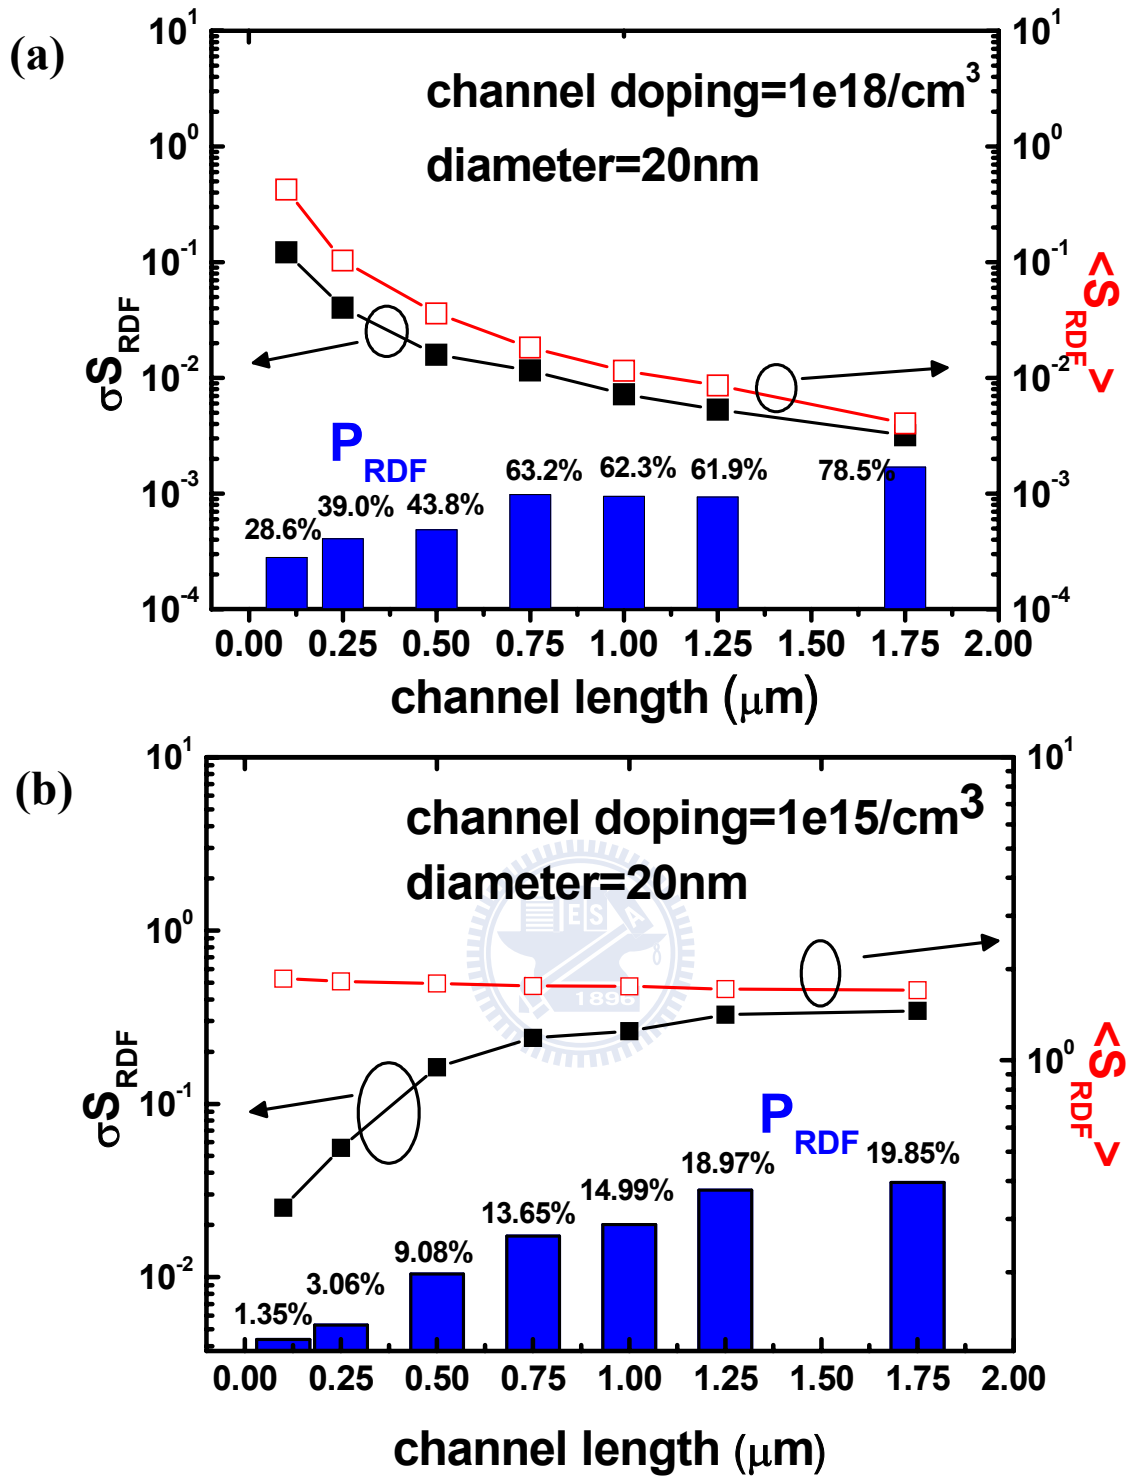 (a)
10^1
10^1
channel doping=1e18/cm^3
diameter=20nm
10^0
10^0
10^-1
10^-1
σS_RDF
<S_RDF>
10^-2
10^-2
P_RDF
28.6%
39.0%
43.8%
63.2%
62.3%
61.9%
78.5%
10^-3
10^-3
10^-4
10^-4
0.00 0.25 0.50 0.75 1.00 1.25 1.50 1.75 2.00
channel length (μm)
(b)
10^1
10^1
channel doping=1e15/cm^3
diameter=20nm
E S A
1896
10^0
10^0
σS_RDF
<S_RDF>
10^-1
P_RDF
1.35%
3.06%
9.08%
13.65%
14.99%
18.97%
19.85%
10^-2
0.00 0.25 0.50 0.75 1.00 1.25 1.50 1.75 2.00
channel length (μm)